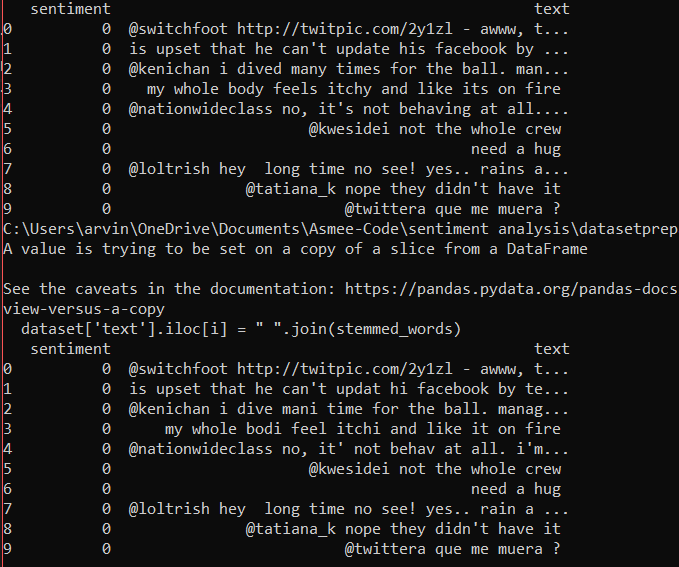 sentiment text
0 0 @switchfoot http://twitpic.com/2y1zl - awww, t...
1 0 is upset that he can't update his facebook by ...
2 0 @kenichan i dived many times for the ball. man...
3 0 my whole body feels itchy and like its on fire
4 0 @nationwideclass no, it's not behaving at all....
5 0 @kwesidei not the whole crew
6 0 need a hug
7 0 @loltrish hey  long time no see! yes.. rains a...
8 0 @tatiana_k nope they didn't have it
9 0 @twittera que me muera ?
C:\Users\arvin\OneDrive\Documents\Asmee-Code\sentiment analysis\datasetprep
A value is trying to be set on a copy of a slice from a DataFrame
See the caveats in the documentation: https://pandas.pydata.org/pandas-docs
view-versus-a-copy
dataset['text'].iloc[i] = " ".join(stemmed_words)
sentiment text
0 0 @switchfoot http://twitpic.com/2y1zl - awww, t...
1 0 is upset that he can't updat hi facebook by te...
2 0 @kenichan i dive mani time for the ball. manag...
3 0 my whole bodi feel itchi and like it on fire
4 0 @nationwideclass no, it' not behav at all. i'm...
5 0 @kwesidei not the whole crew
6 0 need a hug
7 0 @loltrish hey  long time no see! yes.. rain a ...
8 0 @tatiana_k nope they didn't have it
9 0 @twittera que me muera ?